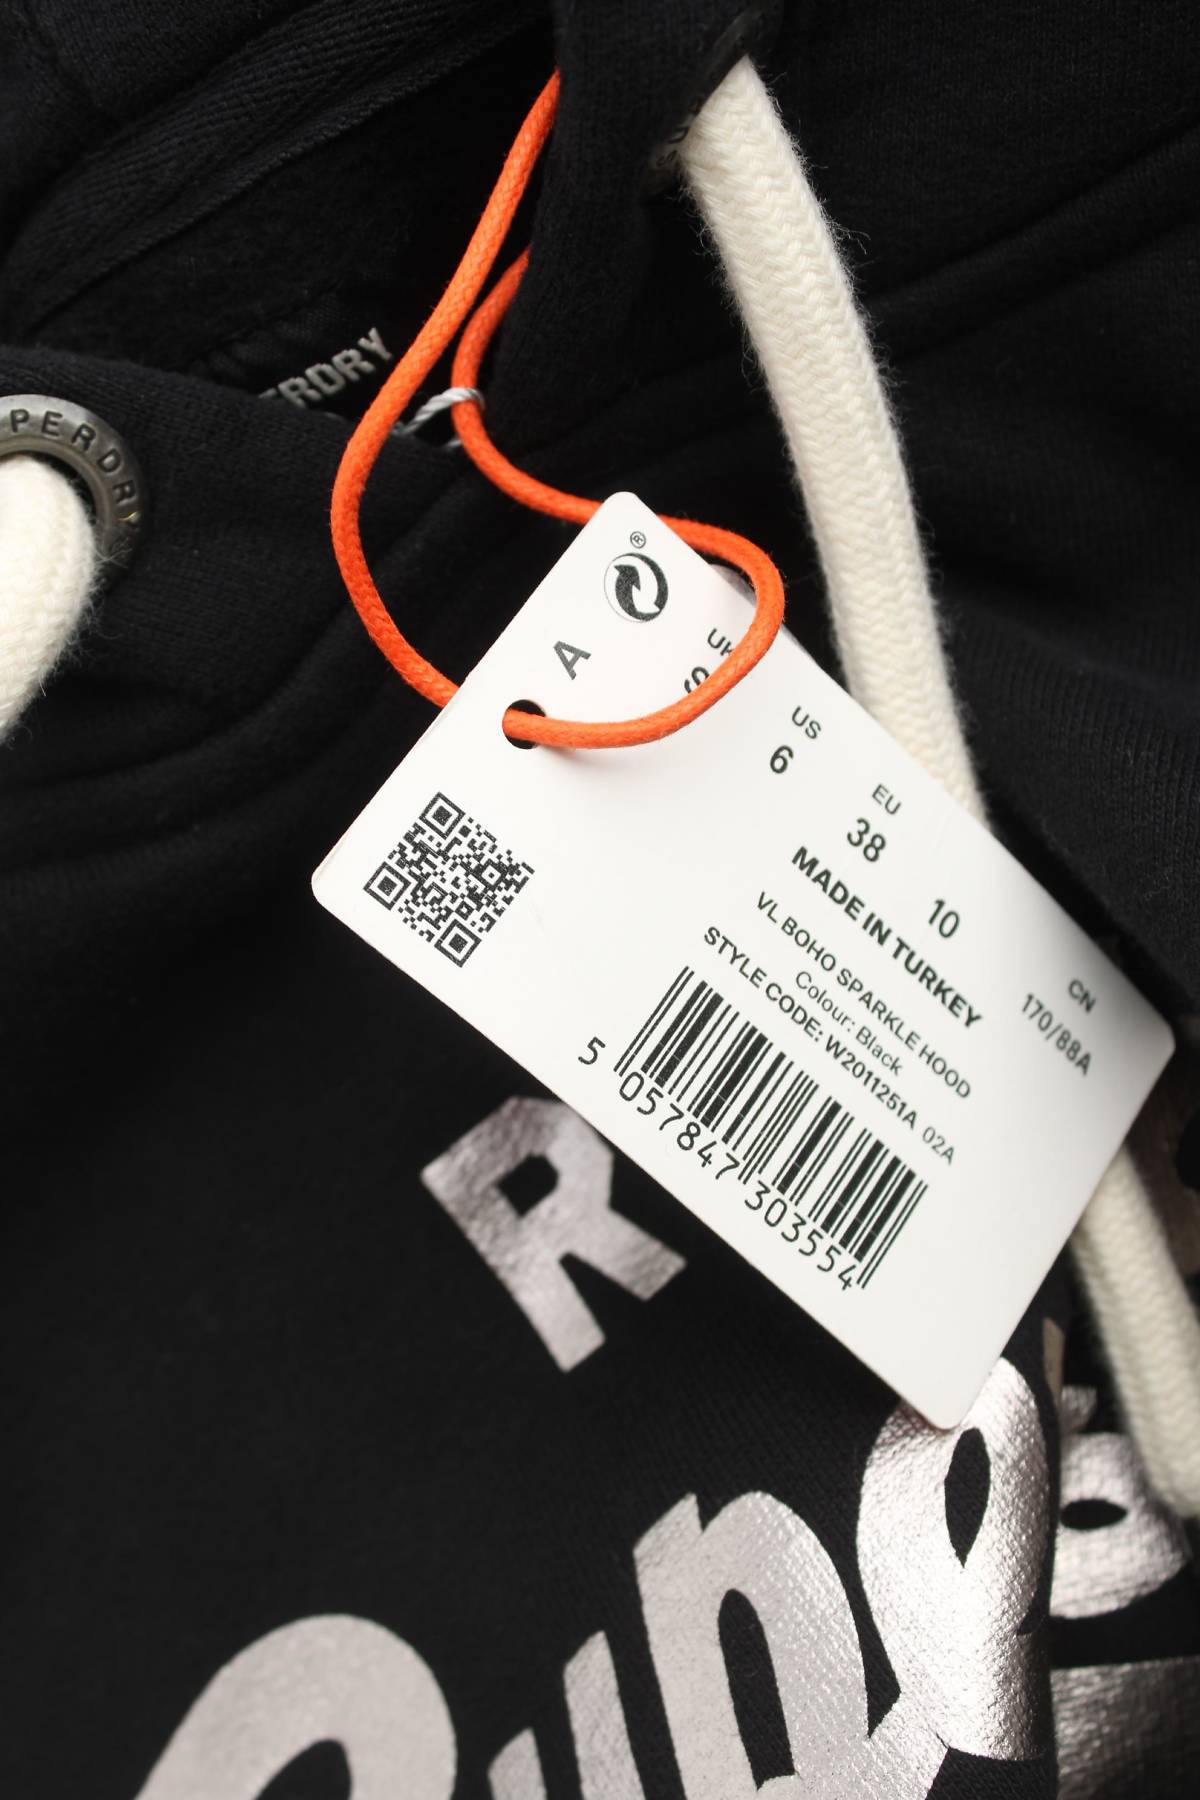 PERDRY
ERDRY
®
A
UK
S
US
6
EU
38
10
CN
170/88A
MADE IN TURKEY
VL BOHO SPARKLE HOOD
Colour: Black
STYLE CODE: W2011251A 02A
5 057847 303554
R